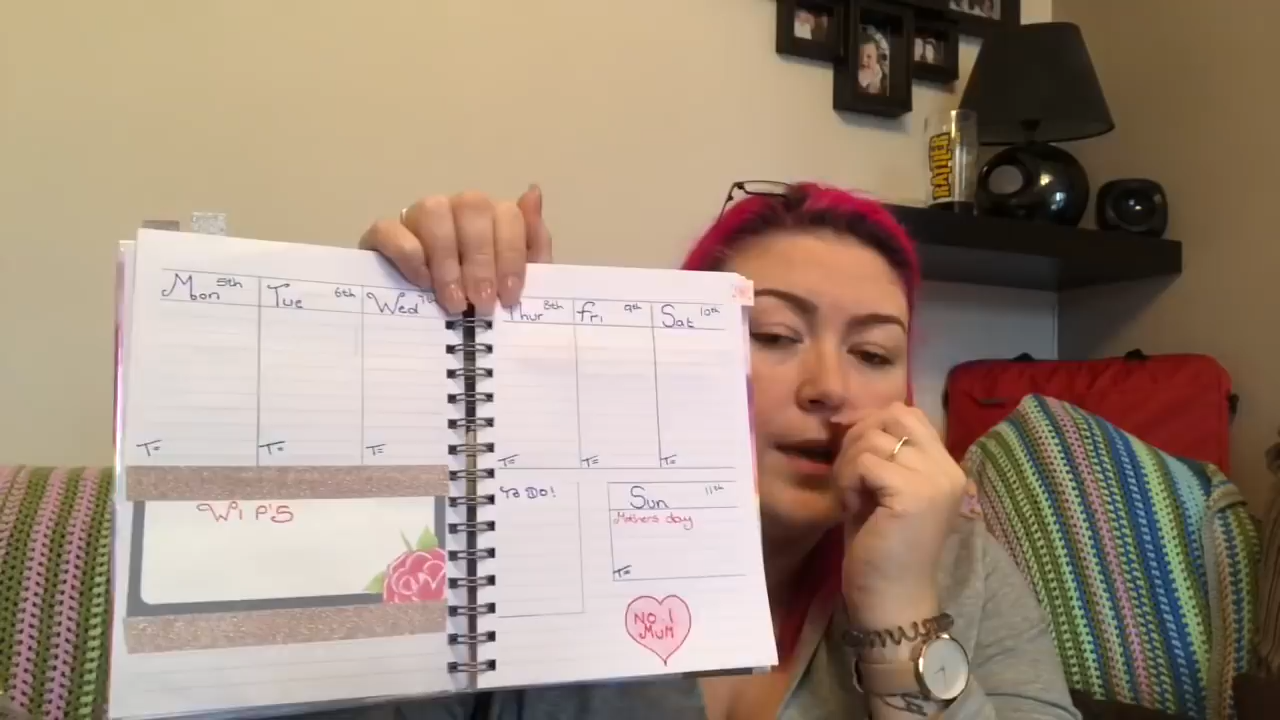 Mon 5th
Tue 6th
Wed
Thur 8th
Fri 9th
Sat 10th
T=
T=
T=
T=
T=
T=
WIP'S
To Do!
Sun 11th
Mothers day
T=
NO.1
MUM
RATTLER